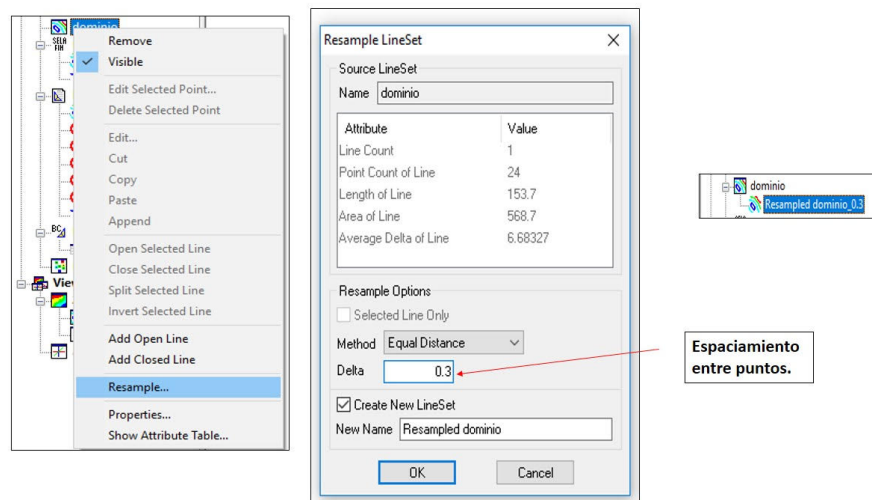 dominio
SELA
FIN
Remove
Visible
Edit Selected Point...
Delete Selected Point
Edit...
Cut
Copy
Paste
Append
BC
Open Selected Line
Close Selected Line
Split Selected Line
Invert Selected Line
Add Open Line
Add Closed Line
Resample...
Properties...
Show Attribute Table...
Resample LineSet
Source LineSet
Name dominio
Attribute Value
Line Count 1
Point Count of Line 24
Length of Line 153.7
Area of Line 568.7
Average Delta of Line 6.68327
Resample Options
Selected Line Only
Method Equal Distance
Delta 0.3
Create New LineSet
New Name Resampled dominio
OK Cancel
dominio
Resampled dominio_0.3
Espaciamiento
entre puntos.